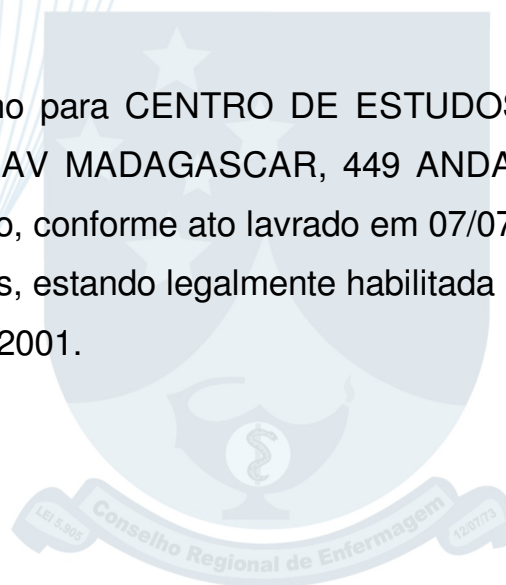 no para CENTRO DE ESTUDOS
AV MADAGASCAR, 449 ANDA
o, conforme ato lavrado em 07/07
s, estando legalmente habilitada
2001.
LEI 5.905
Conselho Regional de Enfermagem
12/07/73